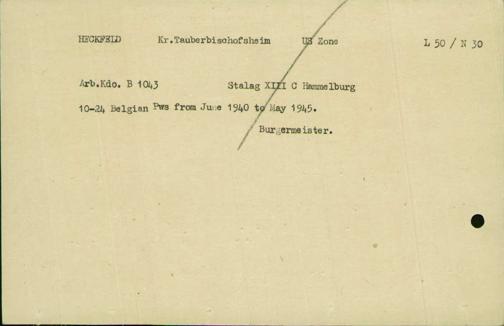 HECKFELD Kr.Tauberbischofsheim US Zone L 50 / N 30
Arb.Kdo. B 1043 Stalag XIII C Hammelburg
10-24 Belgian Pws from June 1940 to May 1945.
Burgermeister.